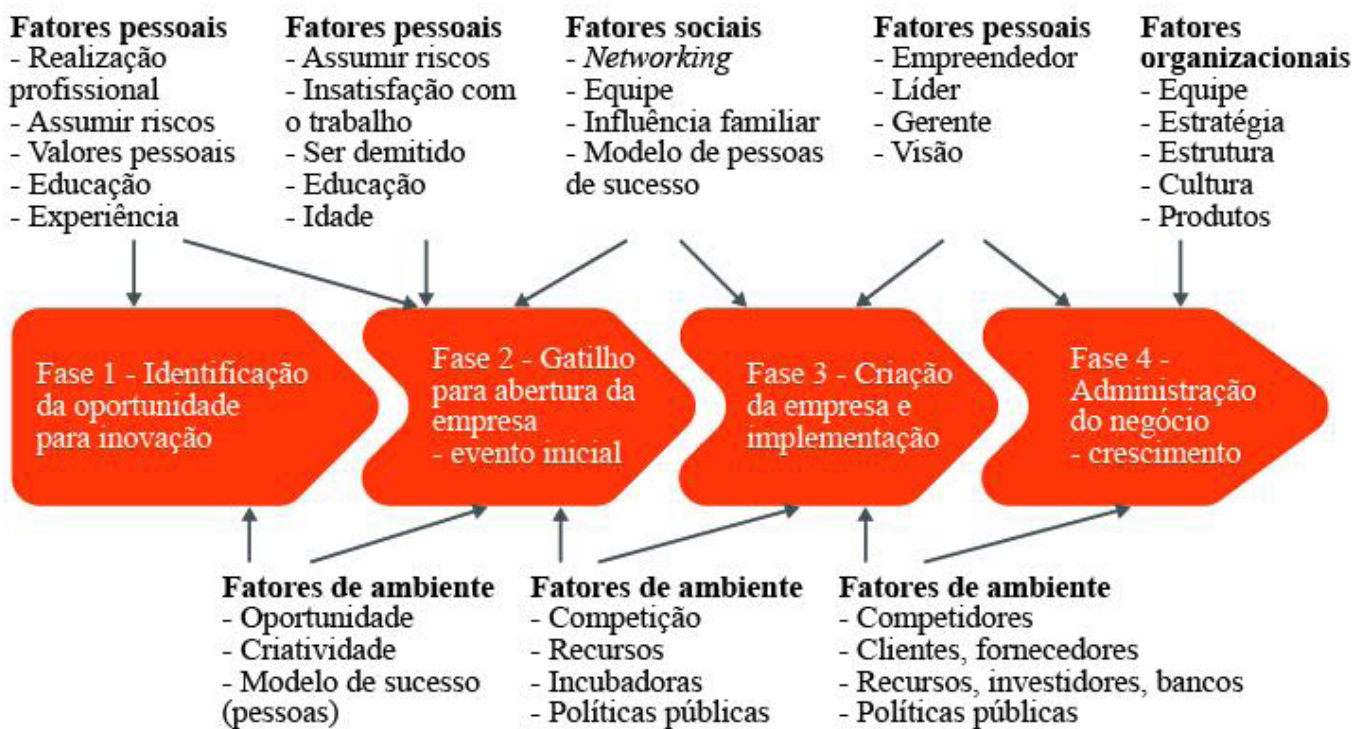 Fatores pessoais
- Realização
profissional
- Assumir riscos
- Valores pessoais
- Educação
- Experiência
Fatores pessoais
- Assumir riscos
- Insatisfação com
o trabalho
- Ser demitido
- Educação
- Idade
Fatores sociais
- Networking
- Equipe
- Influência familiar
- Modelo de pessoas
de sucesso
Fatores pessoais
- Empreendedor
- Líder
- Gerente
- Visão
Fatores
organizacionais
- Equipe
- Estratégia
- Estrutura
- Cultura
- Produtos
Fase 1 - Identificação
da oportunidade
para inovação
Fase 2 - Gatilho
para abertura da
empresa
- evento inicial
Fase 3 - Criação
da empresa e
implementação
Fase 4 -
Administração
do negócio
- crescimento
Fatores de ambiente
- Oportunidade
- Criatividade
- Modelo de sucesso
(pessoas)
Fatores de ambiente
- Competição
- Recursos
- Incubadoras
- Políticas públicas
Fatores de ambiente
- Competidores
- Clientes, fornecedores
- Recursos, investidores, bancos
- Políticas públicas